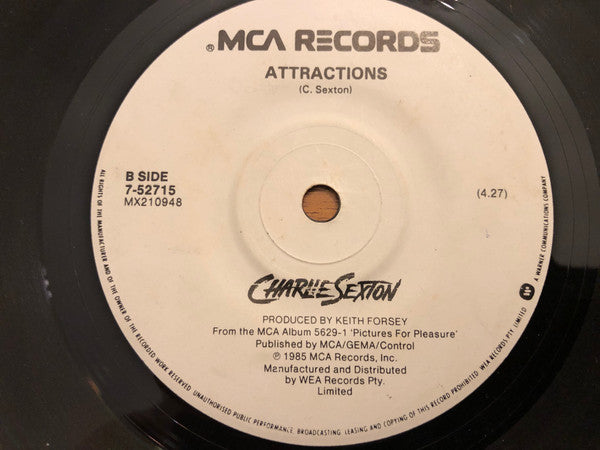 ® MCA RECORDS
ATTRACTIONS
(C. Sexton)
B SIDE
7-52715
MX210948
(4.27)
CHARLIE SEXTON
PRODUCED BY KEITH FORSEY
From the MCA Album 5629-1 'Pictures For Pleasure'
Published by MCA/GEMA/Control
℗ 1985 MCA Records, Inc.
Manufactured and Distributed
by WEA Records Pty.
Limited
ALL RIGHTS OF THE MANUFACTURER AND OF THE OWNER OF THE RECORDED WORK RESERVED. UNAUTHORISED PUBLIC PERFORMANCE, BROADCASTING, LEASING AND COPYING OF THIS RECORD PROHIBITED. WEA RECORDS PTY. LIMITED A WARNER COMMUNICATIONS COMPANY